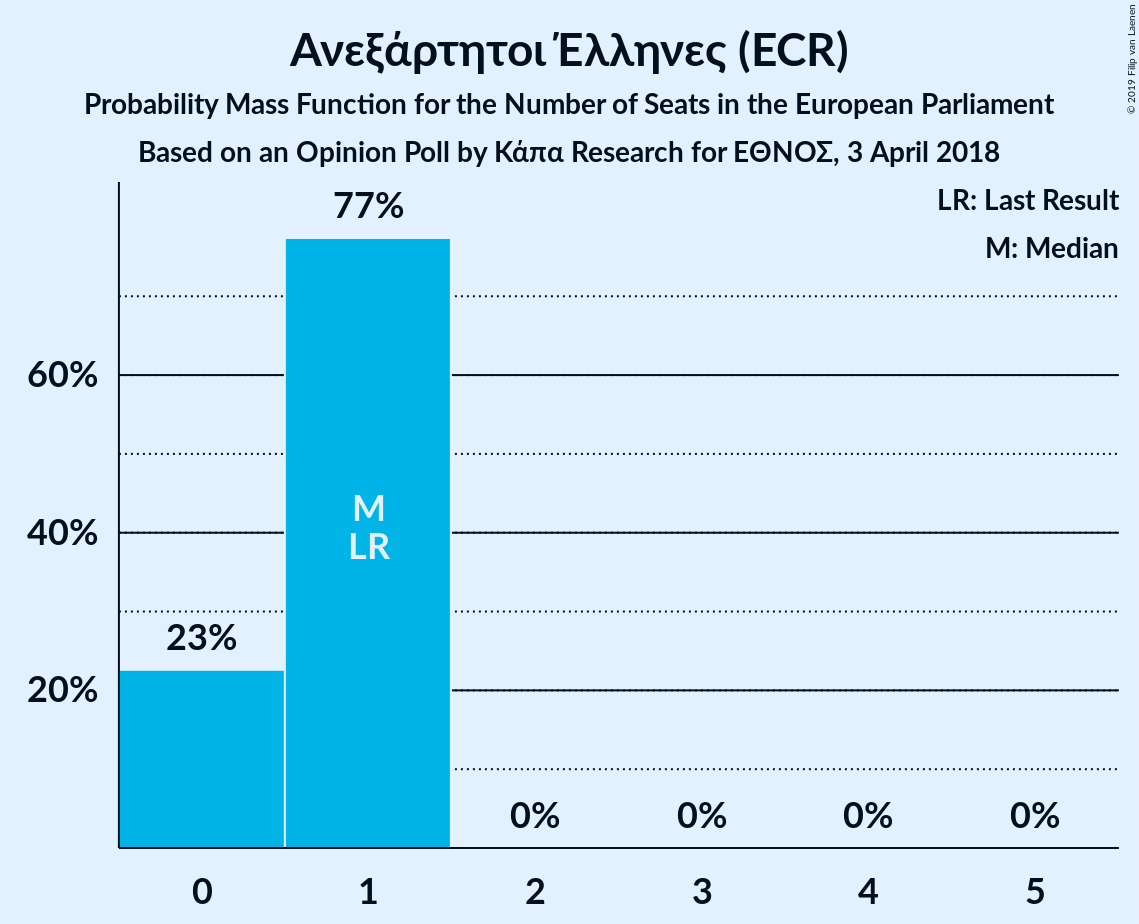 Ανεξάρτητοι Έλληνες (ECR)
Probability Mass Function for the Number of Seats in the European Parliament
Based on an Opinion Poll by Κάπα Research for ΕΘΝΟΣ, 3 April 2018
© 2019 Filip van Laenen
LR: Last Result
M: Median
77%
60%
M
40%
LR
23%
20%
0% 0% 0% 0%
0 1 2 3 4 5